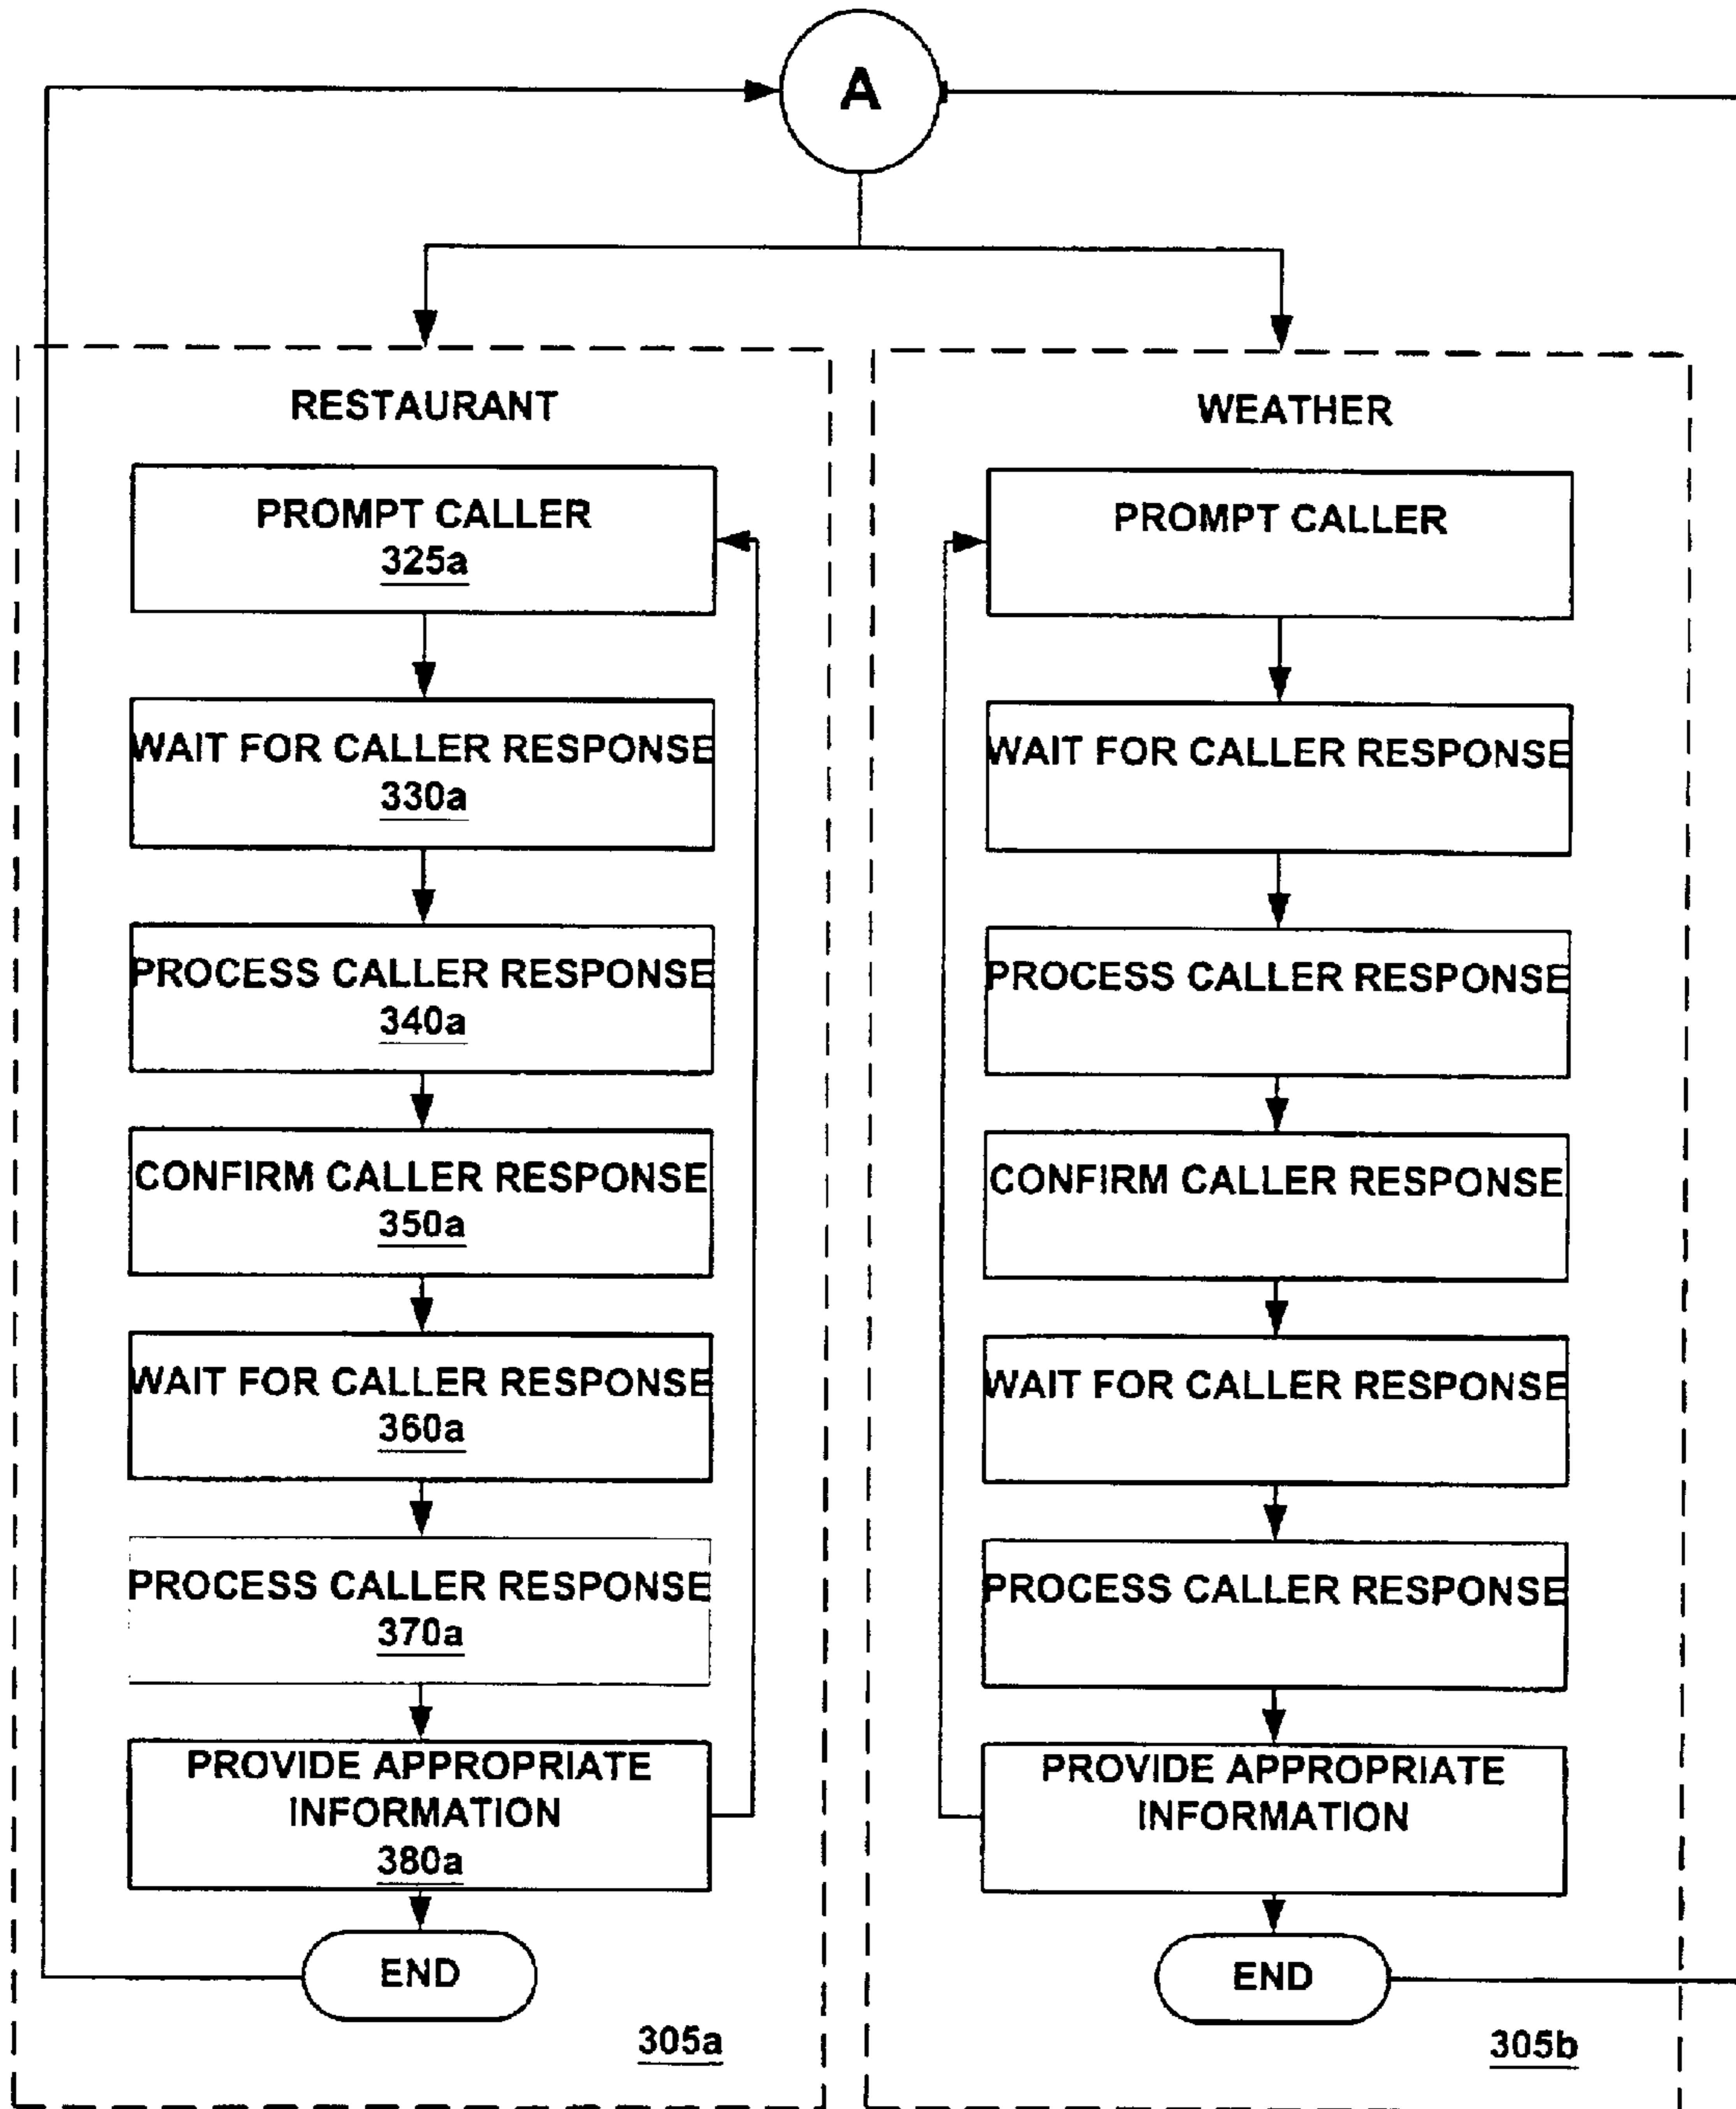 A
RESTAURANT
PROMPT CALLER
325a
WAIT FOR CALLER RESPONSE
330a
PROCESS CALLER RESPONSE
340a
CONFIRM CALLER RESPONSE
350a
WAIT FOR CALLER RESPONSE
360a
PROCESS CALLER RESPONSE
370a
PROVIDE APPROPRIATE
INFORMATION
380a
END
305a
WEATHER
PROMPT CALLER
WAIT FOR CALLER RESPONSE
PROCESS CALLER RESPONSE
CONFIRM CALLER RESPONSE
WAIT FOR CALLER RESPONSE
PROCESS CALLER RESPONSE
PROVIDE APPROPRIATE
INFORMATION
END
305b